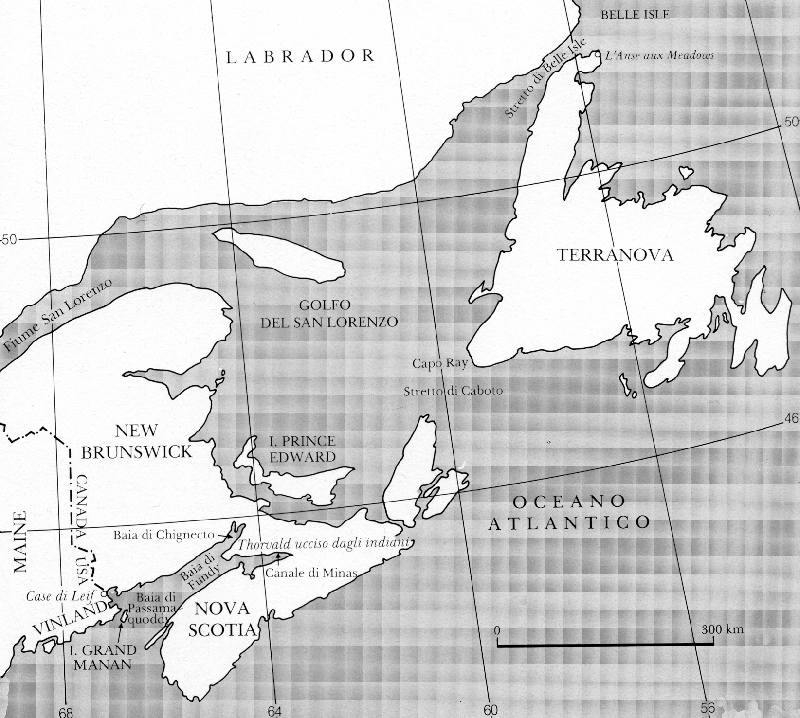 BELLE ISLE
LABRADOR
Stretto di Belle Isle
L'Anse aux Meadows
50
50
TERRANOVA
Fiume San Lorenzo
GOLFO
DEL SAN LORENZO
Capo Ray
Stretto di Caboto
46
NEW
BRUNSWICK
I. PRINCE
EDWARD
OCEANO
ATLANTICO
MAINE
CANADA
USA
Baia di Chignecto
Thorvald ucciso dagli indiani
Baia di
Fundy
Canale di Minas
Case di Leif
VINLAND
Baia di
Passama-
quoddy
NOVA
SCOTIA
I. GRAND
MANAN
0
300 km
68
64
60